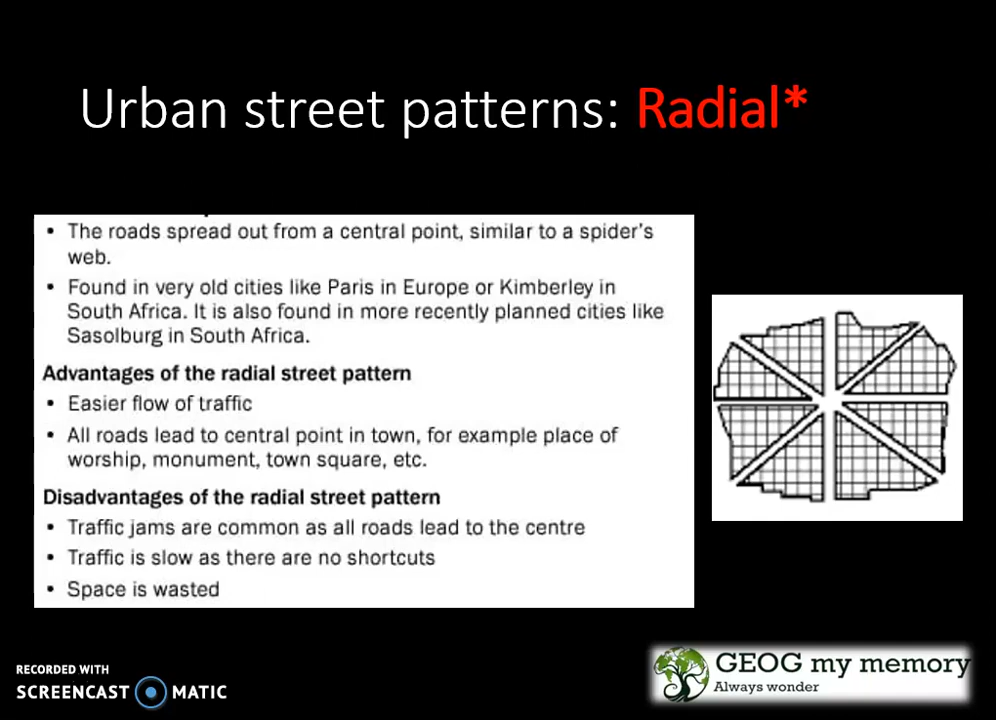 Urban street patterns: Radial*
• The roads spread out from a central point, similar to a spider's
web.
• Found in very old cities like Paris in Europe or Kimberley in
South Africa. It is also found in more recently planned cities like
Sasolburg in South Africa.
Advantages of the radial street pattern
• Easier flow of traffic
• All roads lead to central point in town, for example place of
worship, monument, town square, etc.
Disadvantages of the radial street pattern
• Traffic jams are common as all roads lead to the centre
• Traffic is slow as there are no shortcuts
• Space is wasted
RECORDED WITH
SCREENCAST MATIC
GEOG my memory
Always wonder